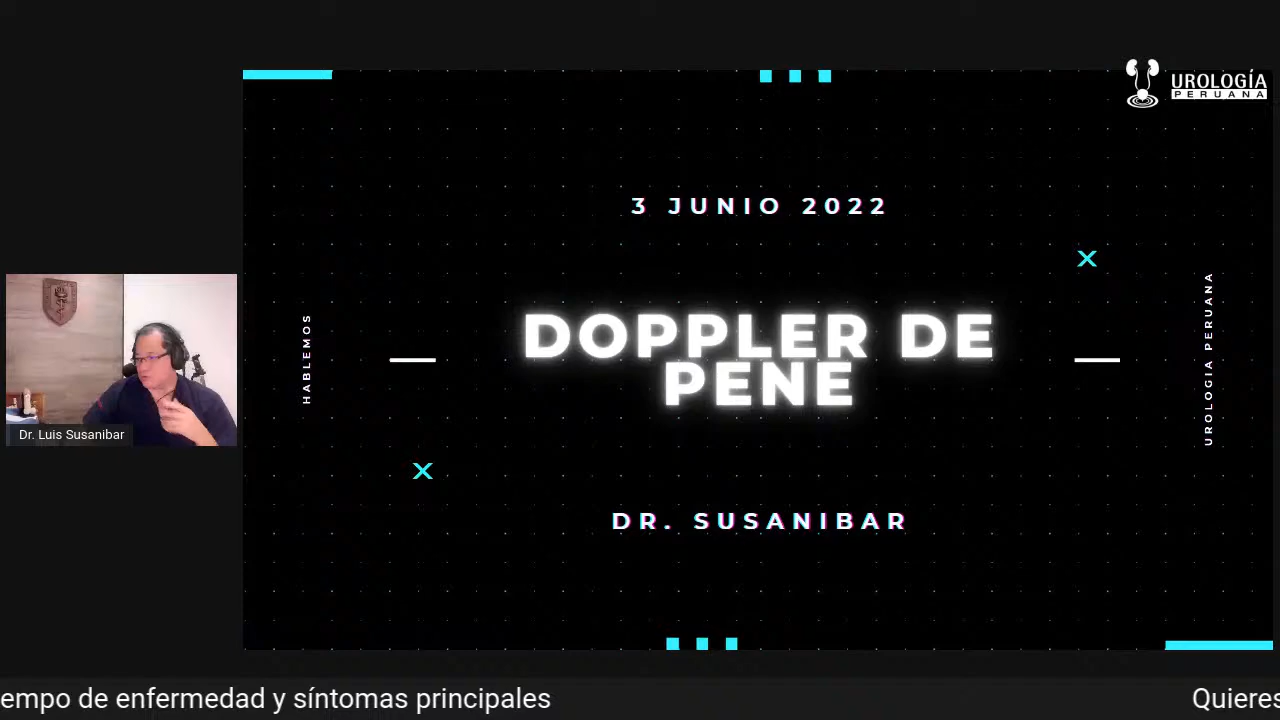 UROLOGÍA
PERUANA
3 JUNIO 2022
HABLEMOS
DOPPLER DE
PENE
UROLOGIA PERUANA
Dr. Luis Susanibar
DR. SUSANIBAR
empo de enfermedad y síntomas principales
Quieres